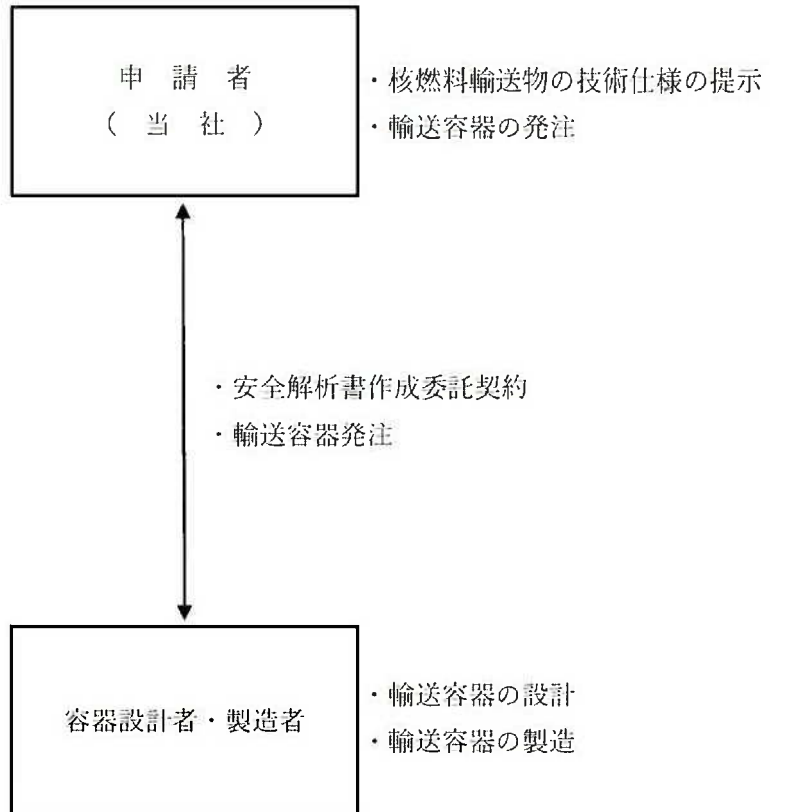 申 請 者
（ 当 社 ）
・核燃料輸送物の技術仕様の提示
・輸送容器の発注
・安全解析書作成委託契約
・輸送容器発注
容器設計者・製造者
・輸送容器の設計
・輸送容器の製造